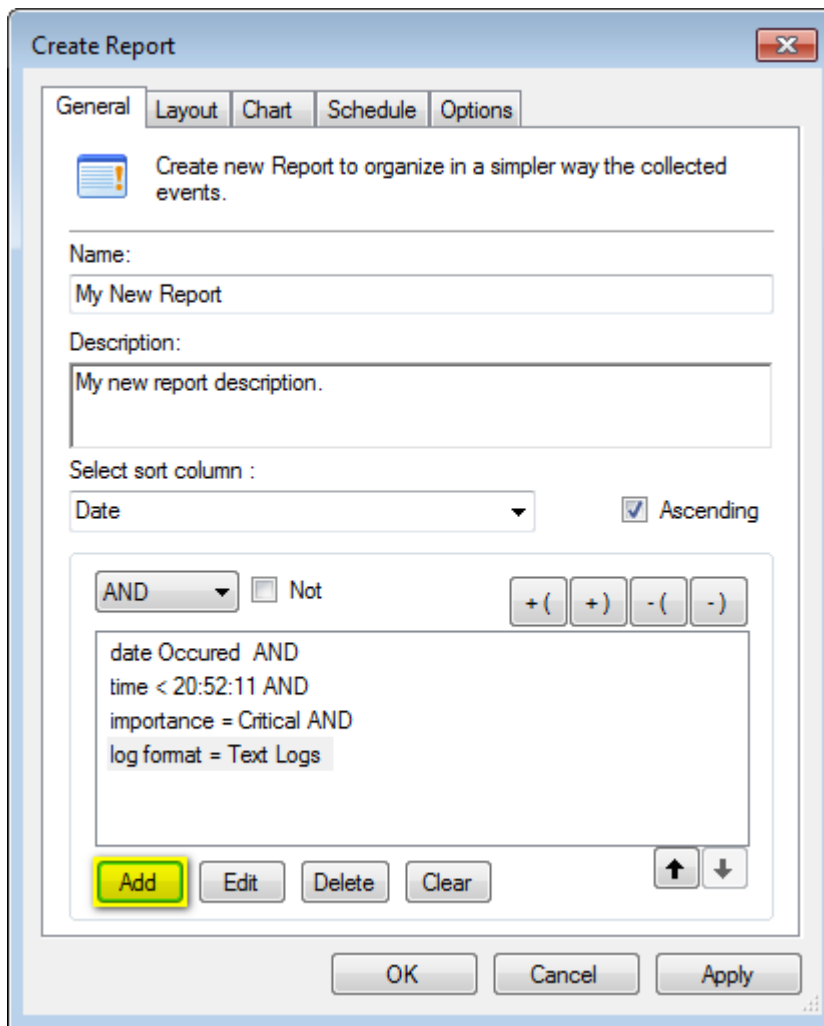 Create Report
General Layout Chart Schedule Options
Create new Report to organize in a simpler way the collected
events.
Name:
My New Report
Description:
My new report description.
Select sort column :
Date Ascending
AND Not +( +) -( -)
date Occured AND
time < 20:52:11 AND
importance = Critical AND
log format = Text Logs
Add Edit Delete Clear
OK Cancel Apply